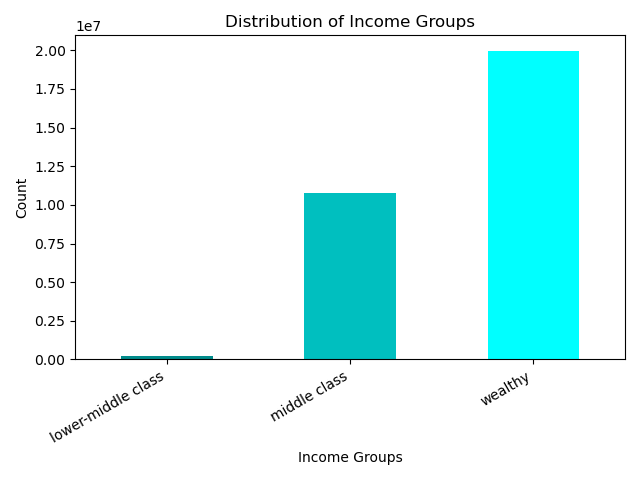 Distribution of Income Groups
1e7
2.00
1.75
1.50
1.25
1.00
0.75
0.50
0.25
0.00
Count
lower-middle class
middle class
wealthy
Income Groups